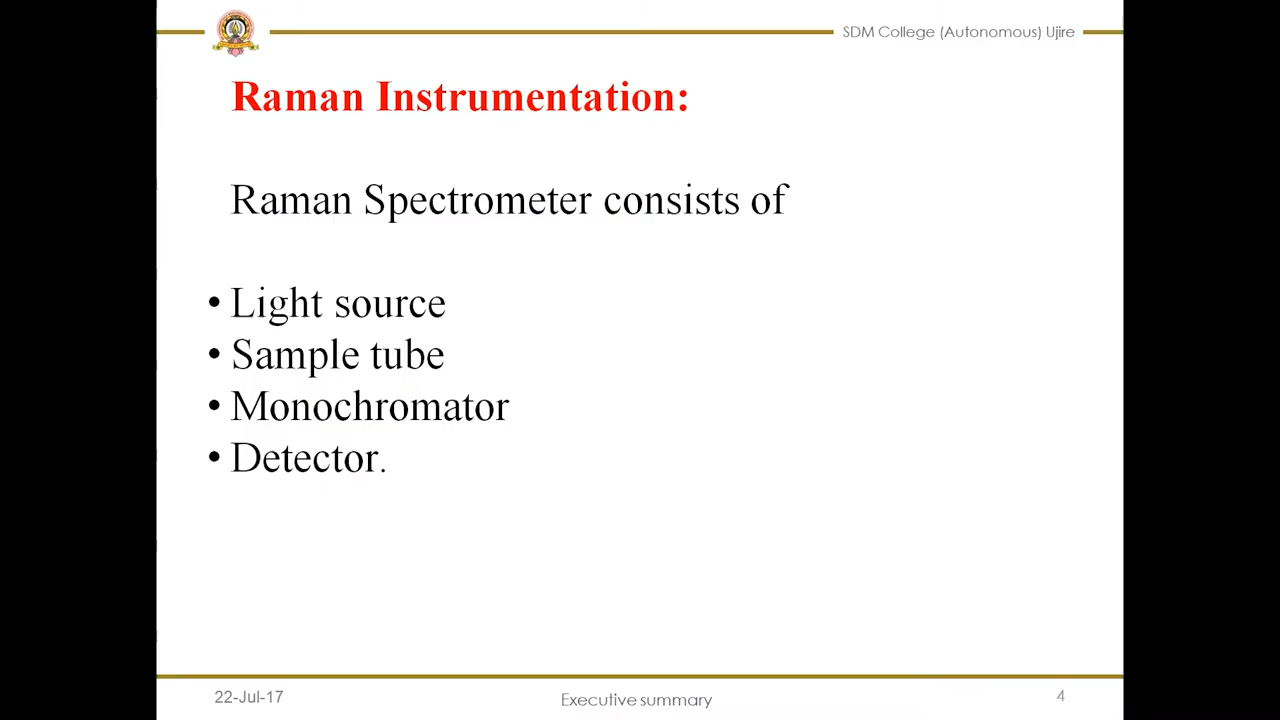 SDM College (Autonomous) Ujire
Raman Instrumentation:
Raman Spectrometer consists of
• Light source
• Sample tube
• Monochromator
• Detector.
22-Jul-17
Executive summary
4